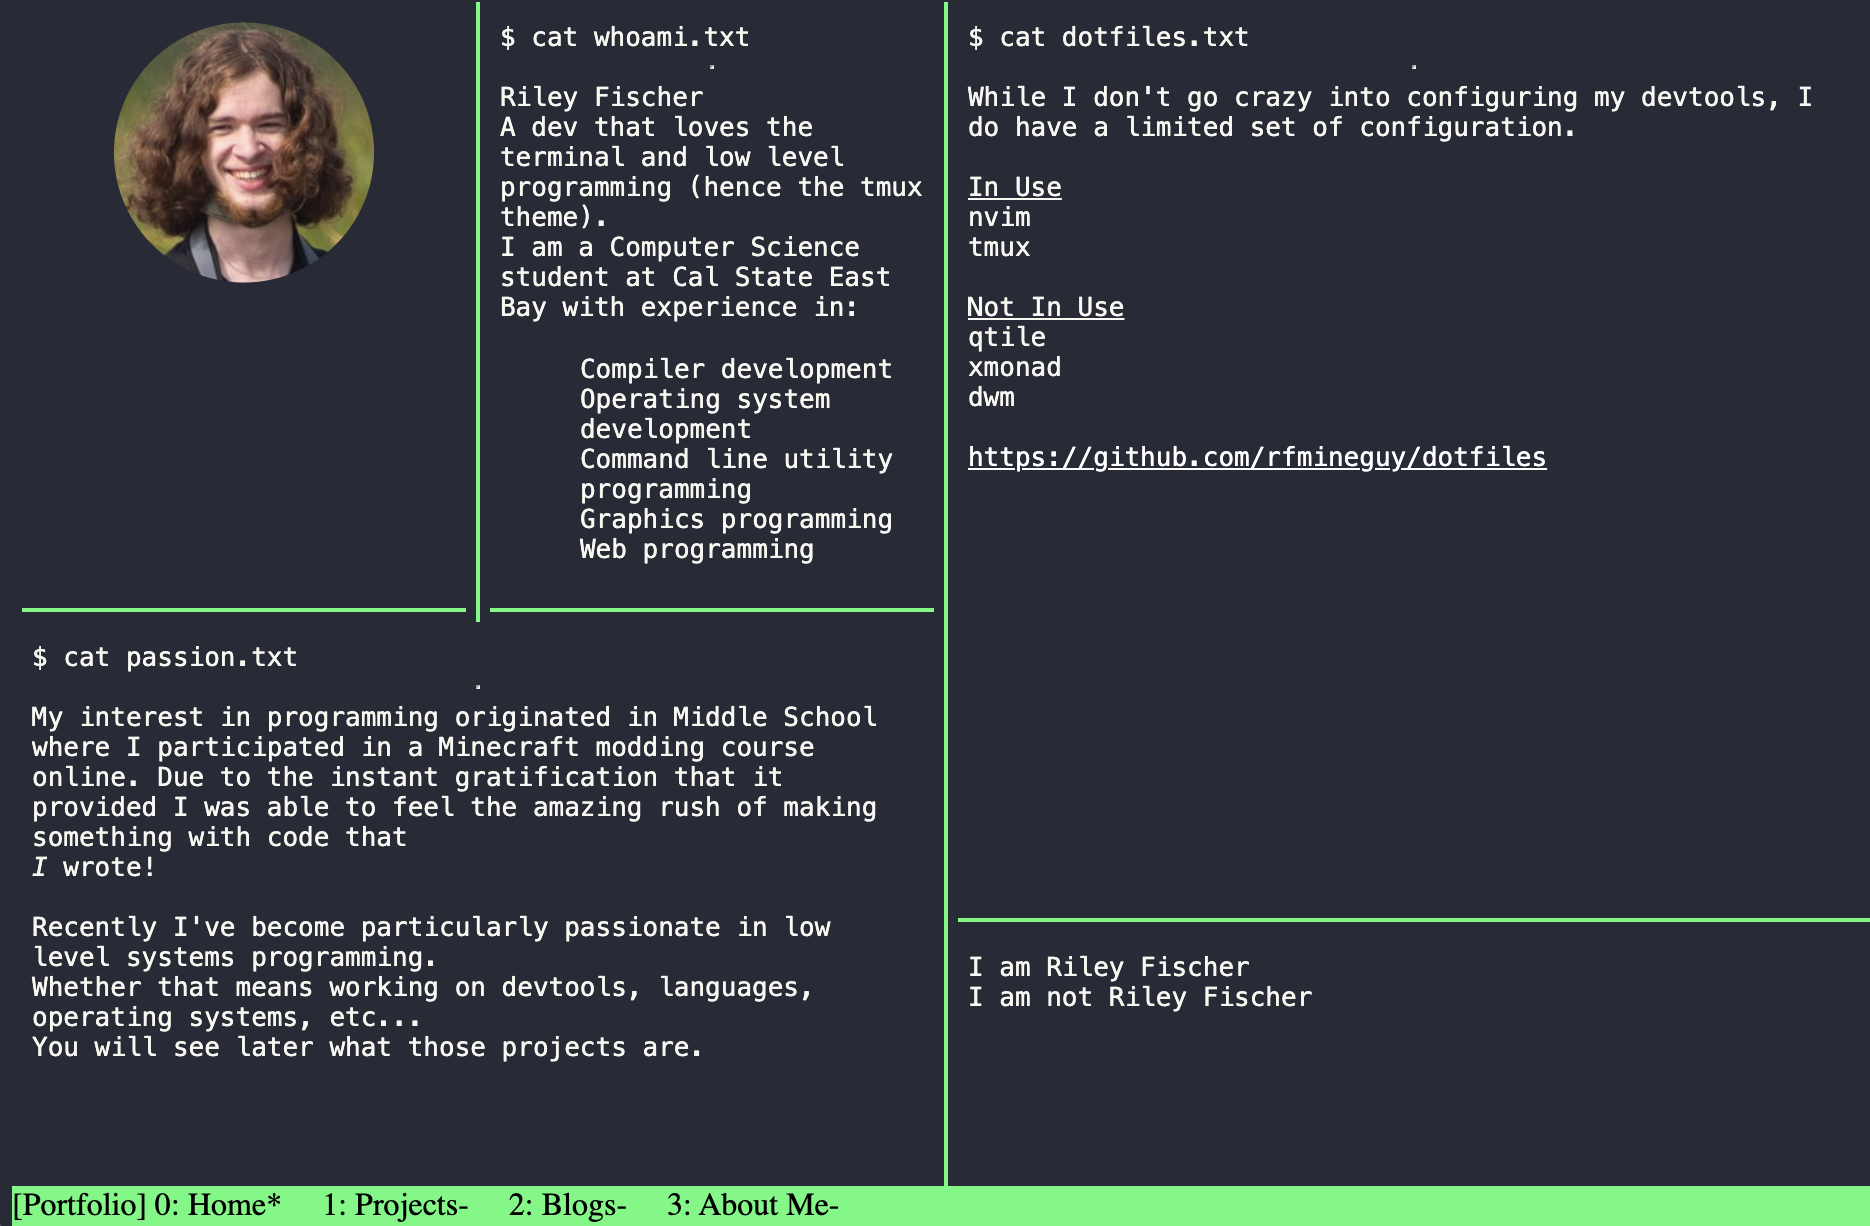 $ cat whoami.txt
Riley Fischer
A dev that loves the
terminal and low level
programming (hence the tmux
theme).
I am a Computer Science
student at Cal State East
Bay with experience in:
Compiler development
Operating system
development
Command line utility
programming
Graphics programming
Web programming
$ cat dotfiles.txt
While I don't go crazy into configuring my devtools, I
do have a limited set of configuration.
In Use
nvim
tmux
Not In Use
qtile
xmonad
dwm
https://github.com/rfmineguy/dotfiles
$ cat passion.txt
My interest in programming originated in Middle School
where I participated in a Minecraft modding course
online. Due to the instant gratification that it
provided I was able to feel the amazing rush of making
something with code that
I wrote!
Recently I've become particularly passionate in low
level systems programming.
Whether that means working on devtools, languages,
operating systems, etc...
You will see later what those projects are.
I am Riley Fischer
I am not Riley Fischer
[Portfolio] 0: Home* 1: Projects- 2: Blogs- 3: About Me-